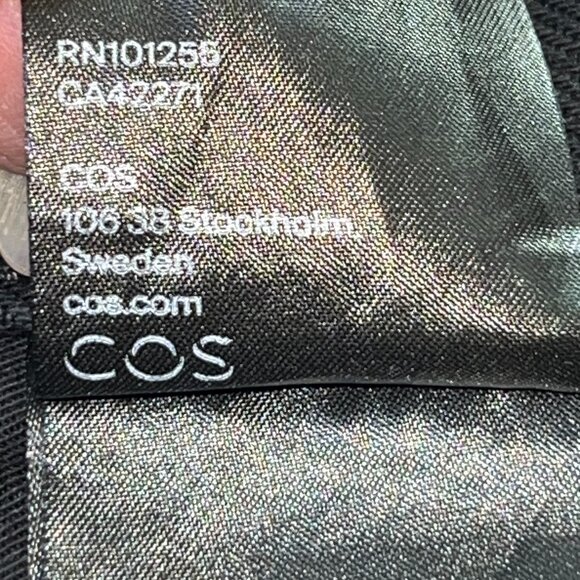 RN101255
CA42271
COS
106 38 Stockholm
Sweden
cos.com
COS